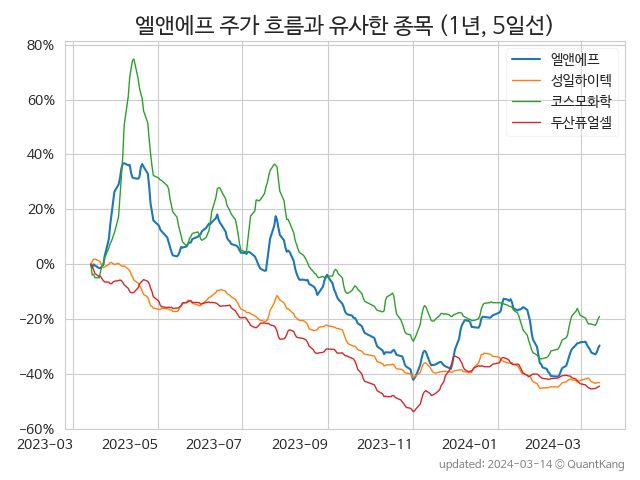 엘앤에프 주가 흐름과 유사한 종목 (1년, 5일선)
80%
60%
40%
20%
0%
−20%
−40%
−60%
엘앤에프
성일하이텍
코스모화학
두산퓨얼셀
2023-03 2023-05 2023-07 2023-09 2023-11 2024-01 2024-03
updated: 2024-03-14 © QuantKang